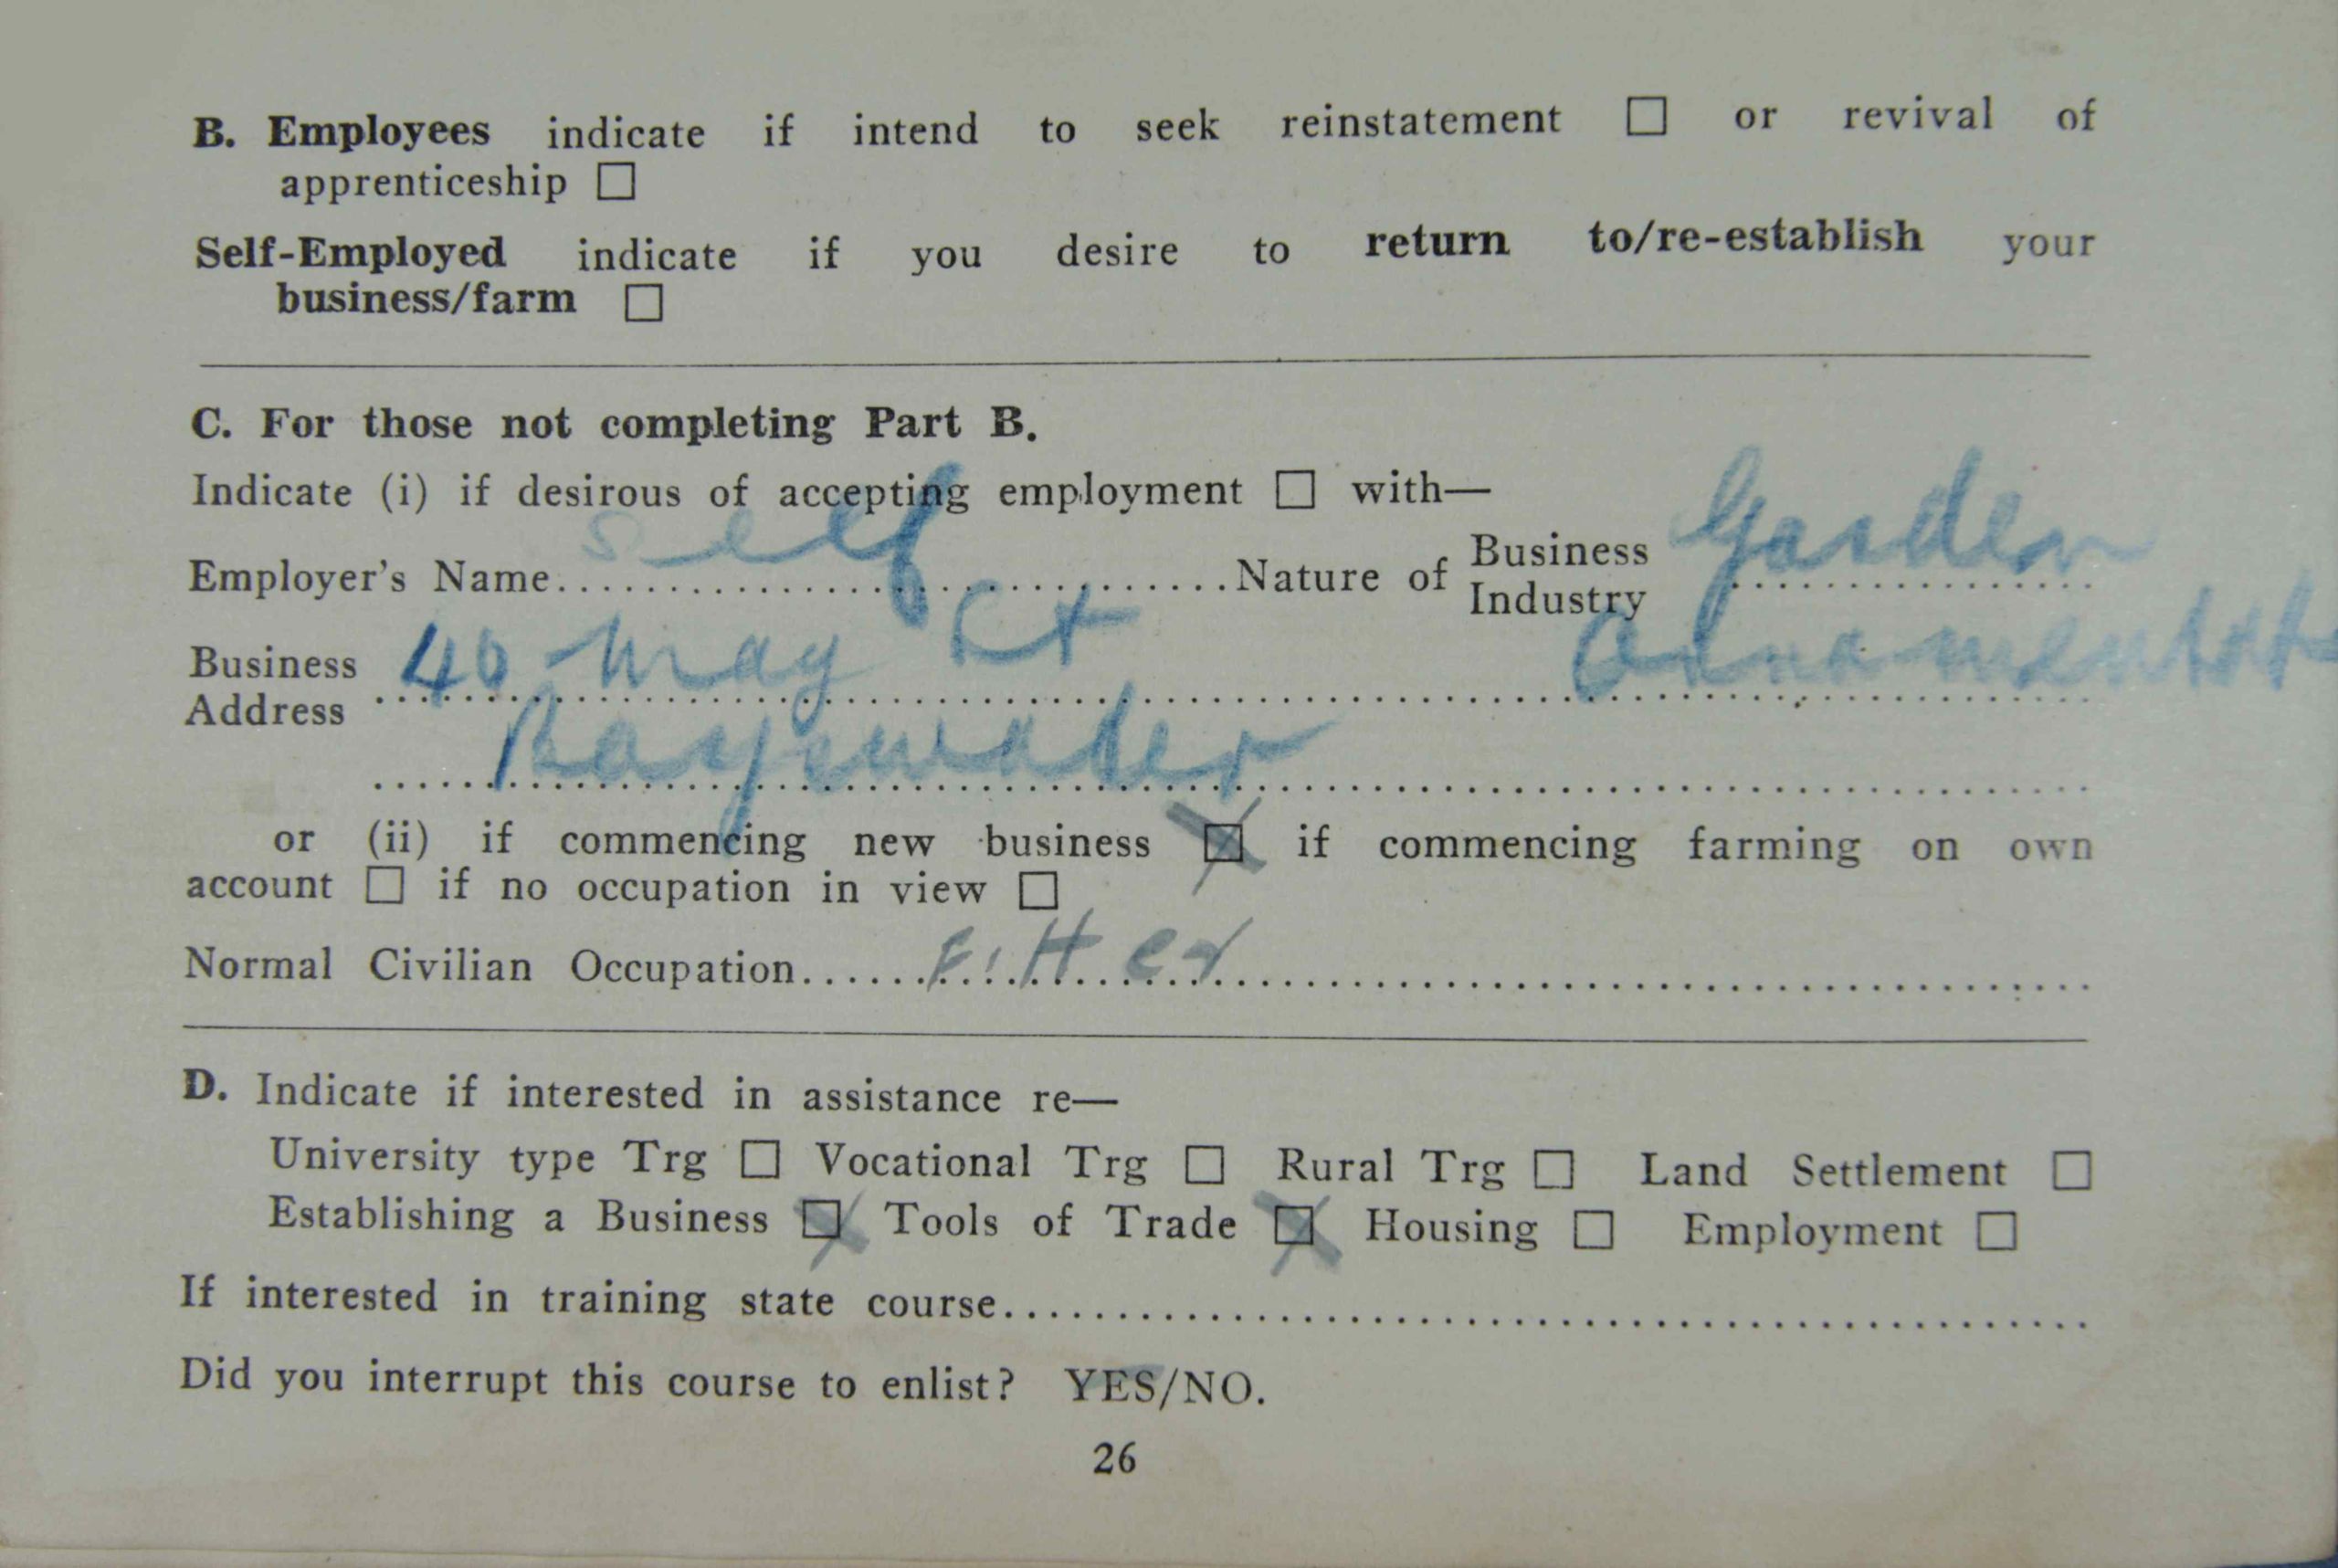 B. Employees indicate if intend to seek reinstatement ☐ or revival of
apprenticeship ☐
Self-Employed indicate if you desire to return to/re-establish your
business/farm ☐
C. For those not completing Part B.
Indicate (i) if desirous of accepting employment ☐ with—
Employer's Name self Nature of Business Industry Garden
Business Address 40 May St Ornaments
Bayswater
or (ii) if commencing new business ☒ if commencing farming on own
account ☐ if no occupation in view ☐
Normal Civilian Occupation Fitter
D. Indicate if interested in assistance re—
University type Trg ☐ Vocational Trg ☐ Rural Trg ☐ Land Settlement ☐
Establishing a Business ☒ Tools of Trade ☒ Housing ☐ Employment ☐
If interested in training state course
Did you interrupt this course to enlist? YES/NO.
26